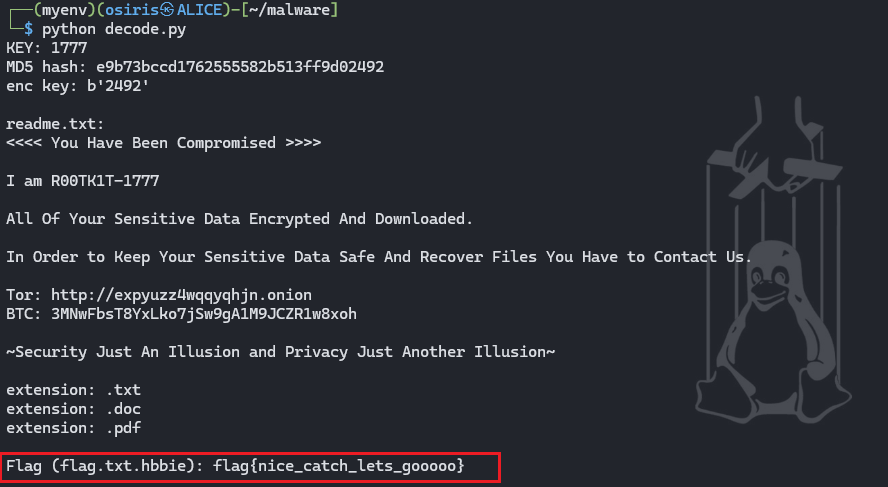 (myenv)(osiris㉿ALICE)-[~/malware]
$ python decode.py
KEY: 1777
MD5 hash: e9b73bccd1762555582b513ff9d02492
enc key: b'2492'
readme.txt:
<<<< You Have Been Compromised >>>>
I am R00TK1T-1777
All Of Your Sensitive Data Encrypted And Downloaded.
In Order to Keep Your Sensitive Data Safe And Recover Files You Have to Contact Us.
Tor: http://expyuzz4wqqyqhjn.onion
BTC: 3MNwFbsT8YxLko7jSw9gA1M9JCZR1w8xoh
~Security Just An Illusion and Privacy Just Another Illusion~
extension: .txt
extension: .doc
extension: .pdf
Flag (flag.txt.hbbie): flag{nice_catch_lets_gooooo}